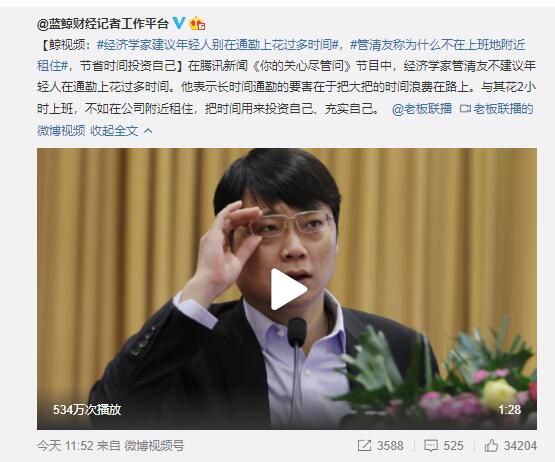 @蓝鲸财经记者工作平台
【鲸视频：#经济学家建议年轻人别在通勤上花过多时间#，#管清友称为什么不在上班地附近
租住#，节省时间投资自己】在腾讯新闻《你的关心尽管问》节目中，经济学家管清友不建议年
轻人在通勤上花过多时间。他表示长时间通勤的要害在于把大把的时间浪费在路上。与其花2小
时上班，不如在公司附近租住，把时间用来投资自己、充实自己。 @老板联播 老板联播的
微博视频 收起全文
534万次播放 1:28
今天 11:52 来自 微博视频号 3588 525 34204